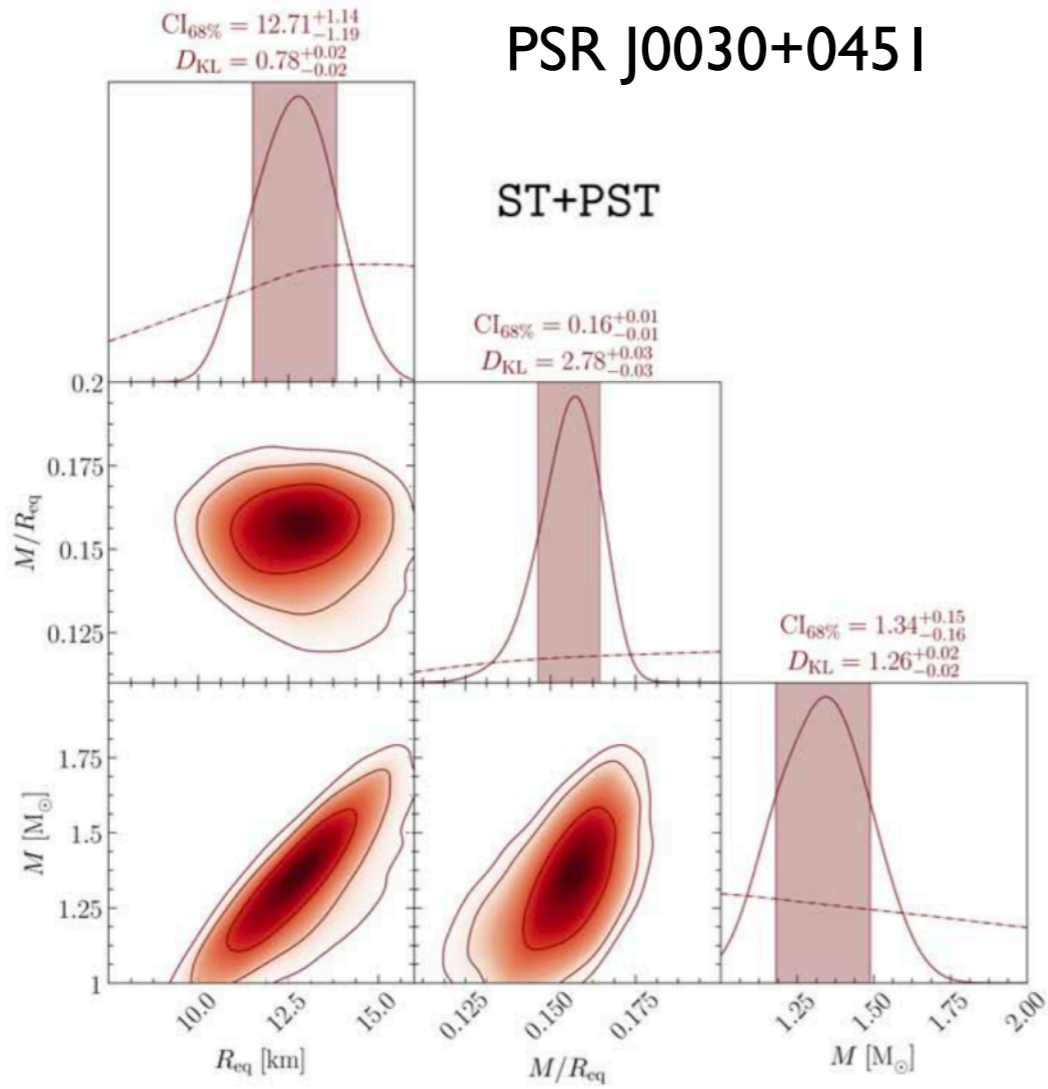 PSR J0030+0451
CI68% = 12.71+1.14−1.19
DKL = 0.78+0.02−0.02
ST+PST
CI68% = 0.16+0.01−0.01
DKL = 2.78+0.03−0.03
0.2
0.175
0.15
0.125
M/Req
CI68% = 1.34+0.15−0.16
DKL = 1.26+0.02−0.02
1.75
1.5
1.25
1
M [M⊙]
10.0 12.5 15.0
0.125 0.150 0.175
1.25 1.50 1.75 2.00
Req [km]
M/Req
M [M⊙]